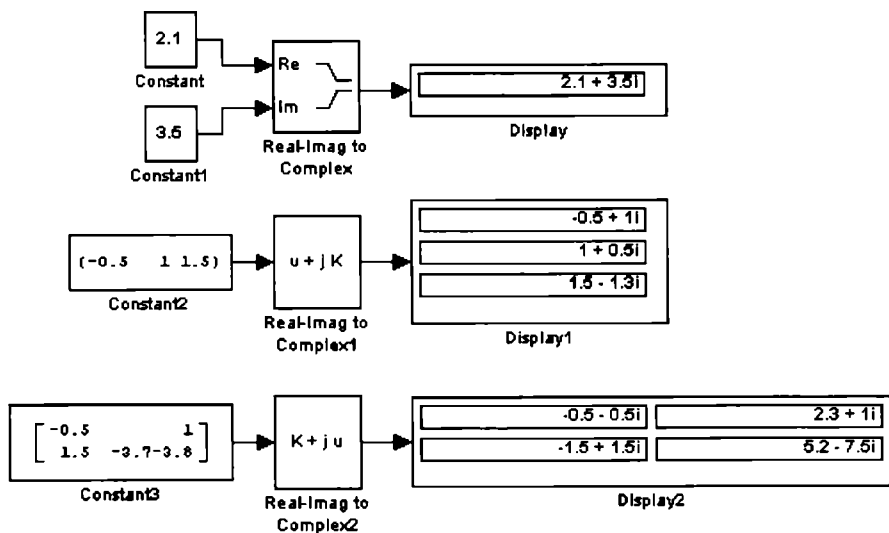 2.1
Constant
3.5
Constant1
Re
Im
Real-Imag to
Complex
2.1 + 3.5i
Display
(-0.5 1 1.5)
Constant2
u + j K
Real-Imag to
Complex1
-0.5 + 1i
1 + 0.5i
1.5 - 1.3i
Display1
-0.5 1
1.5 -3.7-3.8
Constant3
K + j u
Real-Imag to
Complex2
-0.5 - 0.5i 2.3 + 1i
-1.5 + 1.5i 5.2 - 7.5i
Display2